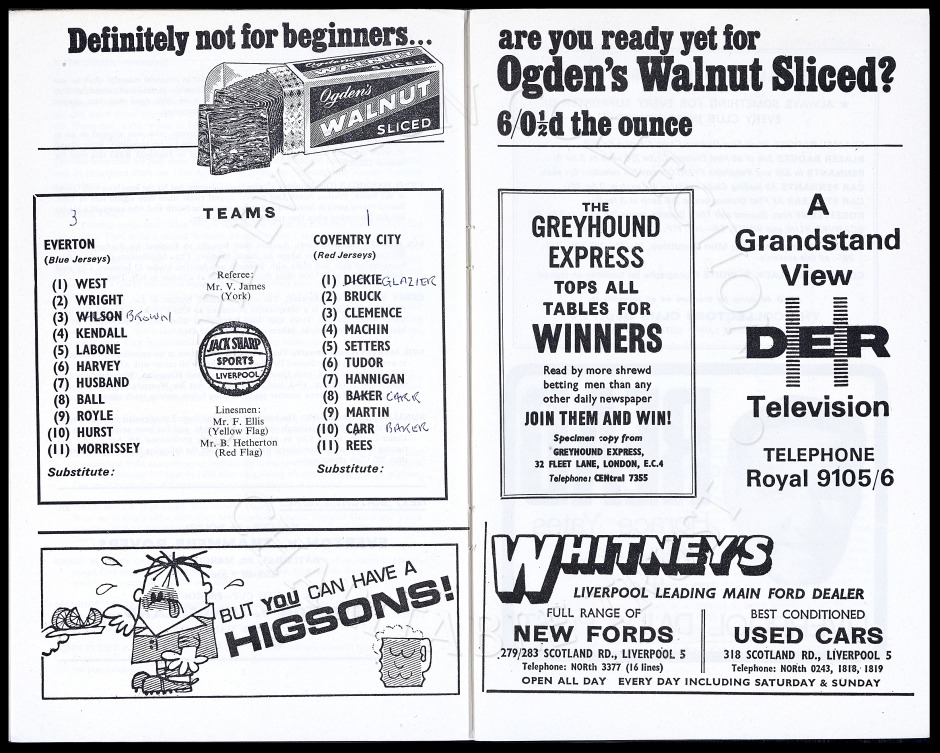 Definitely not for beginners...
Ogden's
WALNUT
SLICED
Ogden's
WALNUT
SLICED
3
1
TEAMS
EVERTON
(Blue Jerseys)
(1) WEST
(2) WRIGHT
(3) WILSON BROWN
(4) KENDALL
(5) LABONE
(6) HARVEY
(7) HUSBAND
(8) BALL
(9) ROYLE
(10) HURST
(11) MORRISSEY
Substitute:
Referee:
Mr. V. James
(York)
JACK SHARP
SPORTS
LIVERPOOL
Linesmen:
Mr. F. Ellis
(Yellow Flag)
Mr. B. Hetherton
(Red Flag)
COVENTRY CITY
(Red Jerseys)
(1) DICKIE GLAZIER
(2) BRUCK
(3) CLEMENCE
(4) MACHIN
(5) SETTERS
(6) TUDOR
(7) HANNIGAN
(8) BAKER CARR
(9) MARTIN
(10) CARR BAKER
(11) REES
Substitute:
BUT YOU CAN HAVE A
HIGSONS!
are you ready yet for
Ogden's Walnut Sliced?
6/0½d the ounce
THE
GREYHOUND
EXPRESS
TOPS ALL
TABLES FOR
WINNERS
Read by more shrewd
betting men than any
other daily newspaper
JOIN THEM AND WIN!
Specimen copy from
GREYHOUND EXPRESS,
32 FLEET LANE, LONDON, E.C.4
Telephone: CENtral 7355
A
Grandstand
View
DER
Television
TELEPHONE
Royal 9105/6
WHITNEY'S
LIVERPOOL LEADING MAIN FORD DEALER
FULL RANGE OF
NEW FORDS
279/283 SCOTLAND RD., LIVERPOOL 5
Telephone: NORth 3377 (16 lines)
BEST CONDITIONED
USED CARS
318 SCOTLAND RD., LIVERPOOL 5
Telephone: NORth 0243, 1818, 1819
OPEN ALL DAY EVERY DAY INCLUDING SATURDAY & SUNDAY